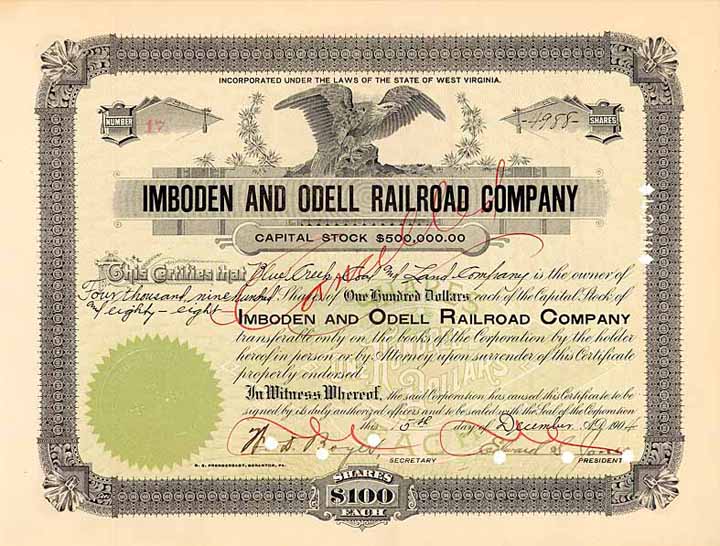 INCORPORATED UNDER THE LAWS OF THE STATE OF WEST VIRGINIA.
NUMBER 17
-4988- SHARES
IMBODEN AND ODELL RAILROAD COMPANY
CAPITAL STOCK $500,000.00
Cancelled
This Certifies that Blue Creek Coal and Land Company is the owner of
Four thousand nine hundred Shares of One Hundred Dollars each of the Capital Stock of
and eighty-eight IMBODEN AND ODELL RAILROAD COMPANY
transferable only on the books of the Corporation by the holder
hereof in person or by Attorney upon surrender of this Certificate
properly endorsed.
In Witness Whereof, the said Corporation has caused this Certificate to be
signed by its duly authorized officers and to be sealed with the Seal of the Corporation
this 5th day of December A.D. 1904
SECRETARY
Edward PRESIDENT
R. S. PRENDERGAST, SCRANTON, PA.
SHARES
$100
EACH